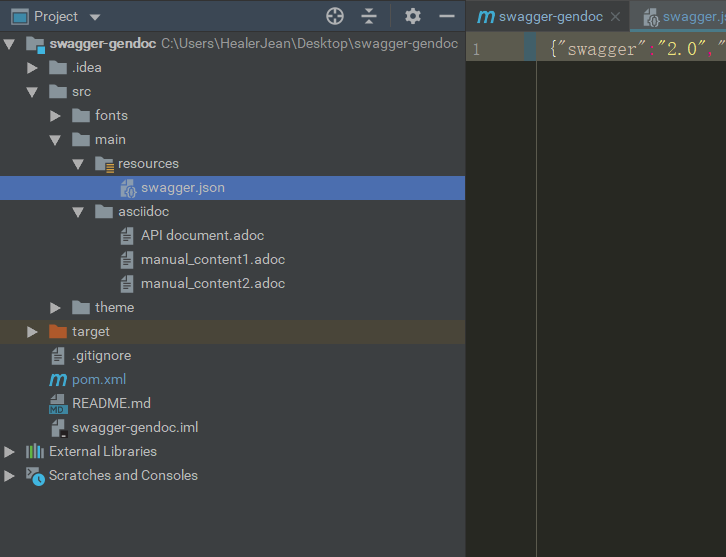 Project
swagger-gendoc C:\Users\HealerJean\Desktop\swagger-gendoc
.idea
src
fonts
main
resources
swagger.json
asciidoc
API document.adoc
manual_content1.adoc
manual_content2.adoc
theme
target
.gitignore
m pom.xml
MD README.md
swagger-gendoc.iml
External Libraries
Scratches and Consoles
m swagger-gendoc × swagger.js
1 {"swagger":"2.0","